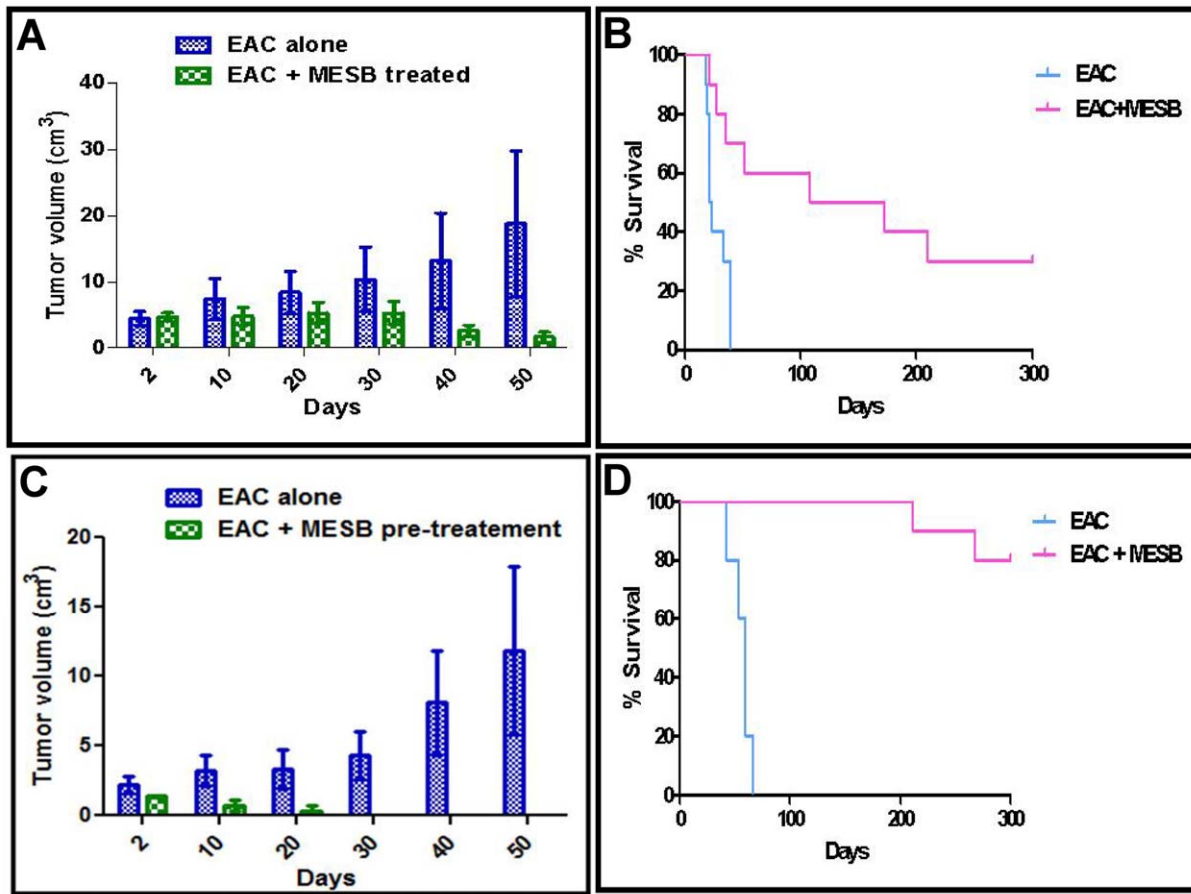 A
EAC alone
EAC + MESB treated
Tumor volume (cm³)
40
30
20
10
0
2
10
20
30
40
50
Days
B
EAC
EAC+MESB
% Survival
100
80
60
40
20
0
0
100
200
300
Days
C
EAC alone
EAC + MESB pre-treatement
Tumor volume (cm³)
20
15
10
5
0
2
10
20
30
40
50
Days
D
EAC
EAC + MESB
% Survival
100
80
60
40
20
0
0
100
200
300
Days